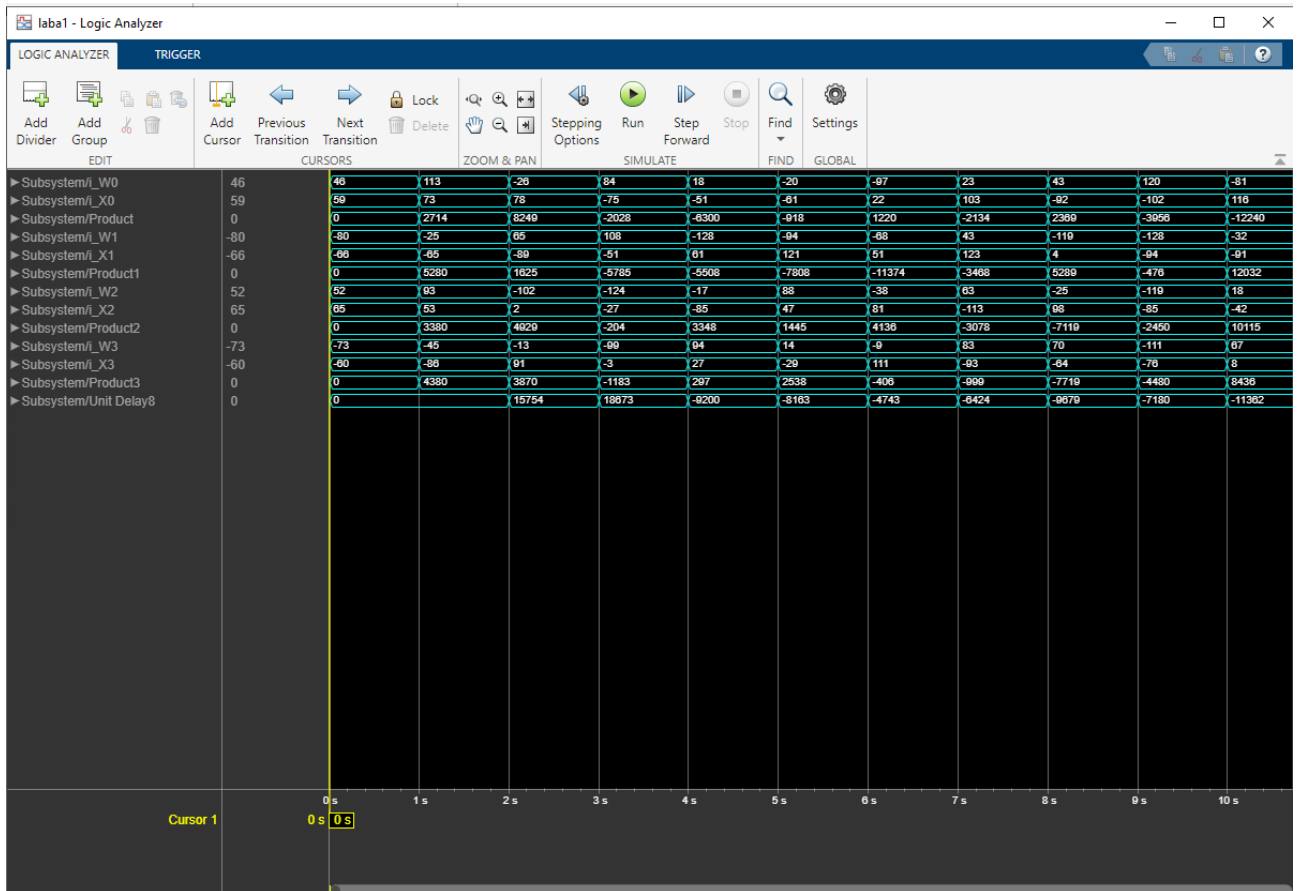 laba1 - Logic Analyzer
LOGIC ANALYZER TRIGGER
Add Divider
Add Group
EDIT
Add Cursor
Previous Transition
Next Transition
Lock
Delete
CURSORS
ZOOM & PAN
Stepping Options
Run
Step Forward
Stop
SIMULATE
Find
FIND
Settings
GLOBAL
Subsystem/i_W0 46 46 113 -26 84 18 -20 -97 23 43 120 -81
Subsystem/i_X0 59 59 73 78 -75 -51 -61 22 103 -92 -102 116
Subsystem/Product 0 0 2714 8249 -2028 -6300 -918 1220 -2134 2369 -3956 -12240
Subsystem/i_W1 -80 -80 -25 65 108 -128 -94 -68 43 -119 -128 -32
Subsystem/i_X1 -66 -66 -65 -89 -51 61 121 51 123 4 -94 -91
Subsystem/Product1 0 0 5280 1625 -5785 -5508 -7808 -11374 -3468 5289 -476 12032
Subsystem/i_W2 52 52 93 -102 -124 -17 88 -38 63 -25 -119 18
Subsystem/i_X2 65 65 53 2 -27 -85 47 81 -113 98 -85 -42
Subsystem/Product2 0 0 3380 4929 -204 3348 1445 4136 -3078 -7119 -2450 10115
Subsystem/i_W3 -73 -73 -45 -13 -99 94 14 -9 83 70 -111 67
Subsystem/i_X3 -60 -60 -86 91 -3 27 -29 111 -93 -64 -76 8
Subsystem/Product3 0 0 4380 3870 -1183 297 2538 -406 -999 -7719 -4480 8436
Subsystem/Unit Delay8 0 0 15754 18673 -9200 -8163 -4743 -6424 -9679 -7180 -11362
0 s 1 s 2 s 3 s 4 s 5 s 6 s 7 s 8 s 9 s 10 s
Cursor 1 0 s 0 s